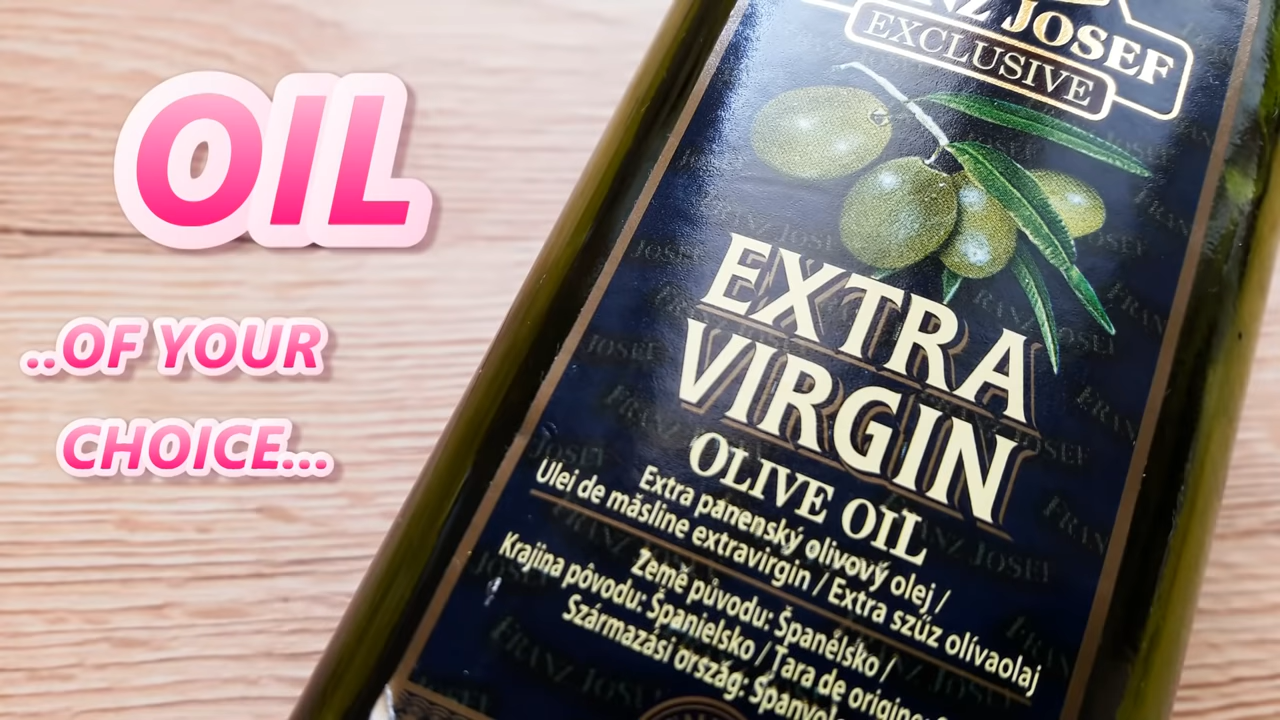 OIL
..OF YOUR
CHOICE...
JOSEF
EXCLUSIVE
EXTRA
VIRGIN
OLIVE OIL
Extra panenský olivový olej /
Ulei de măsline extravirgin / Extra szűz olívaolaj
Země původu: Španělsko /
Krajina pôvodu: Španielsko / Țara de origine:
Származási ország: